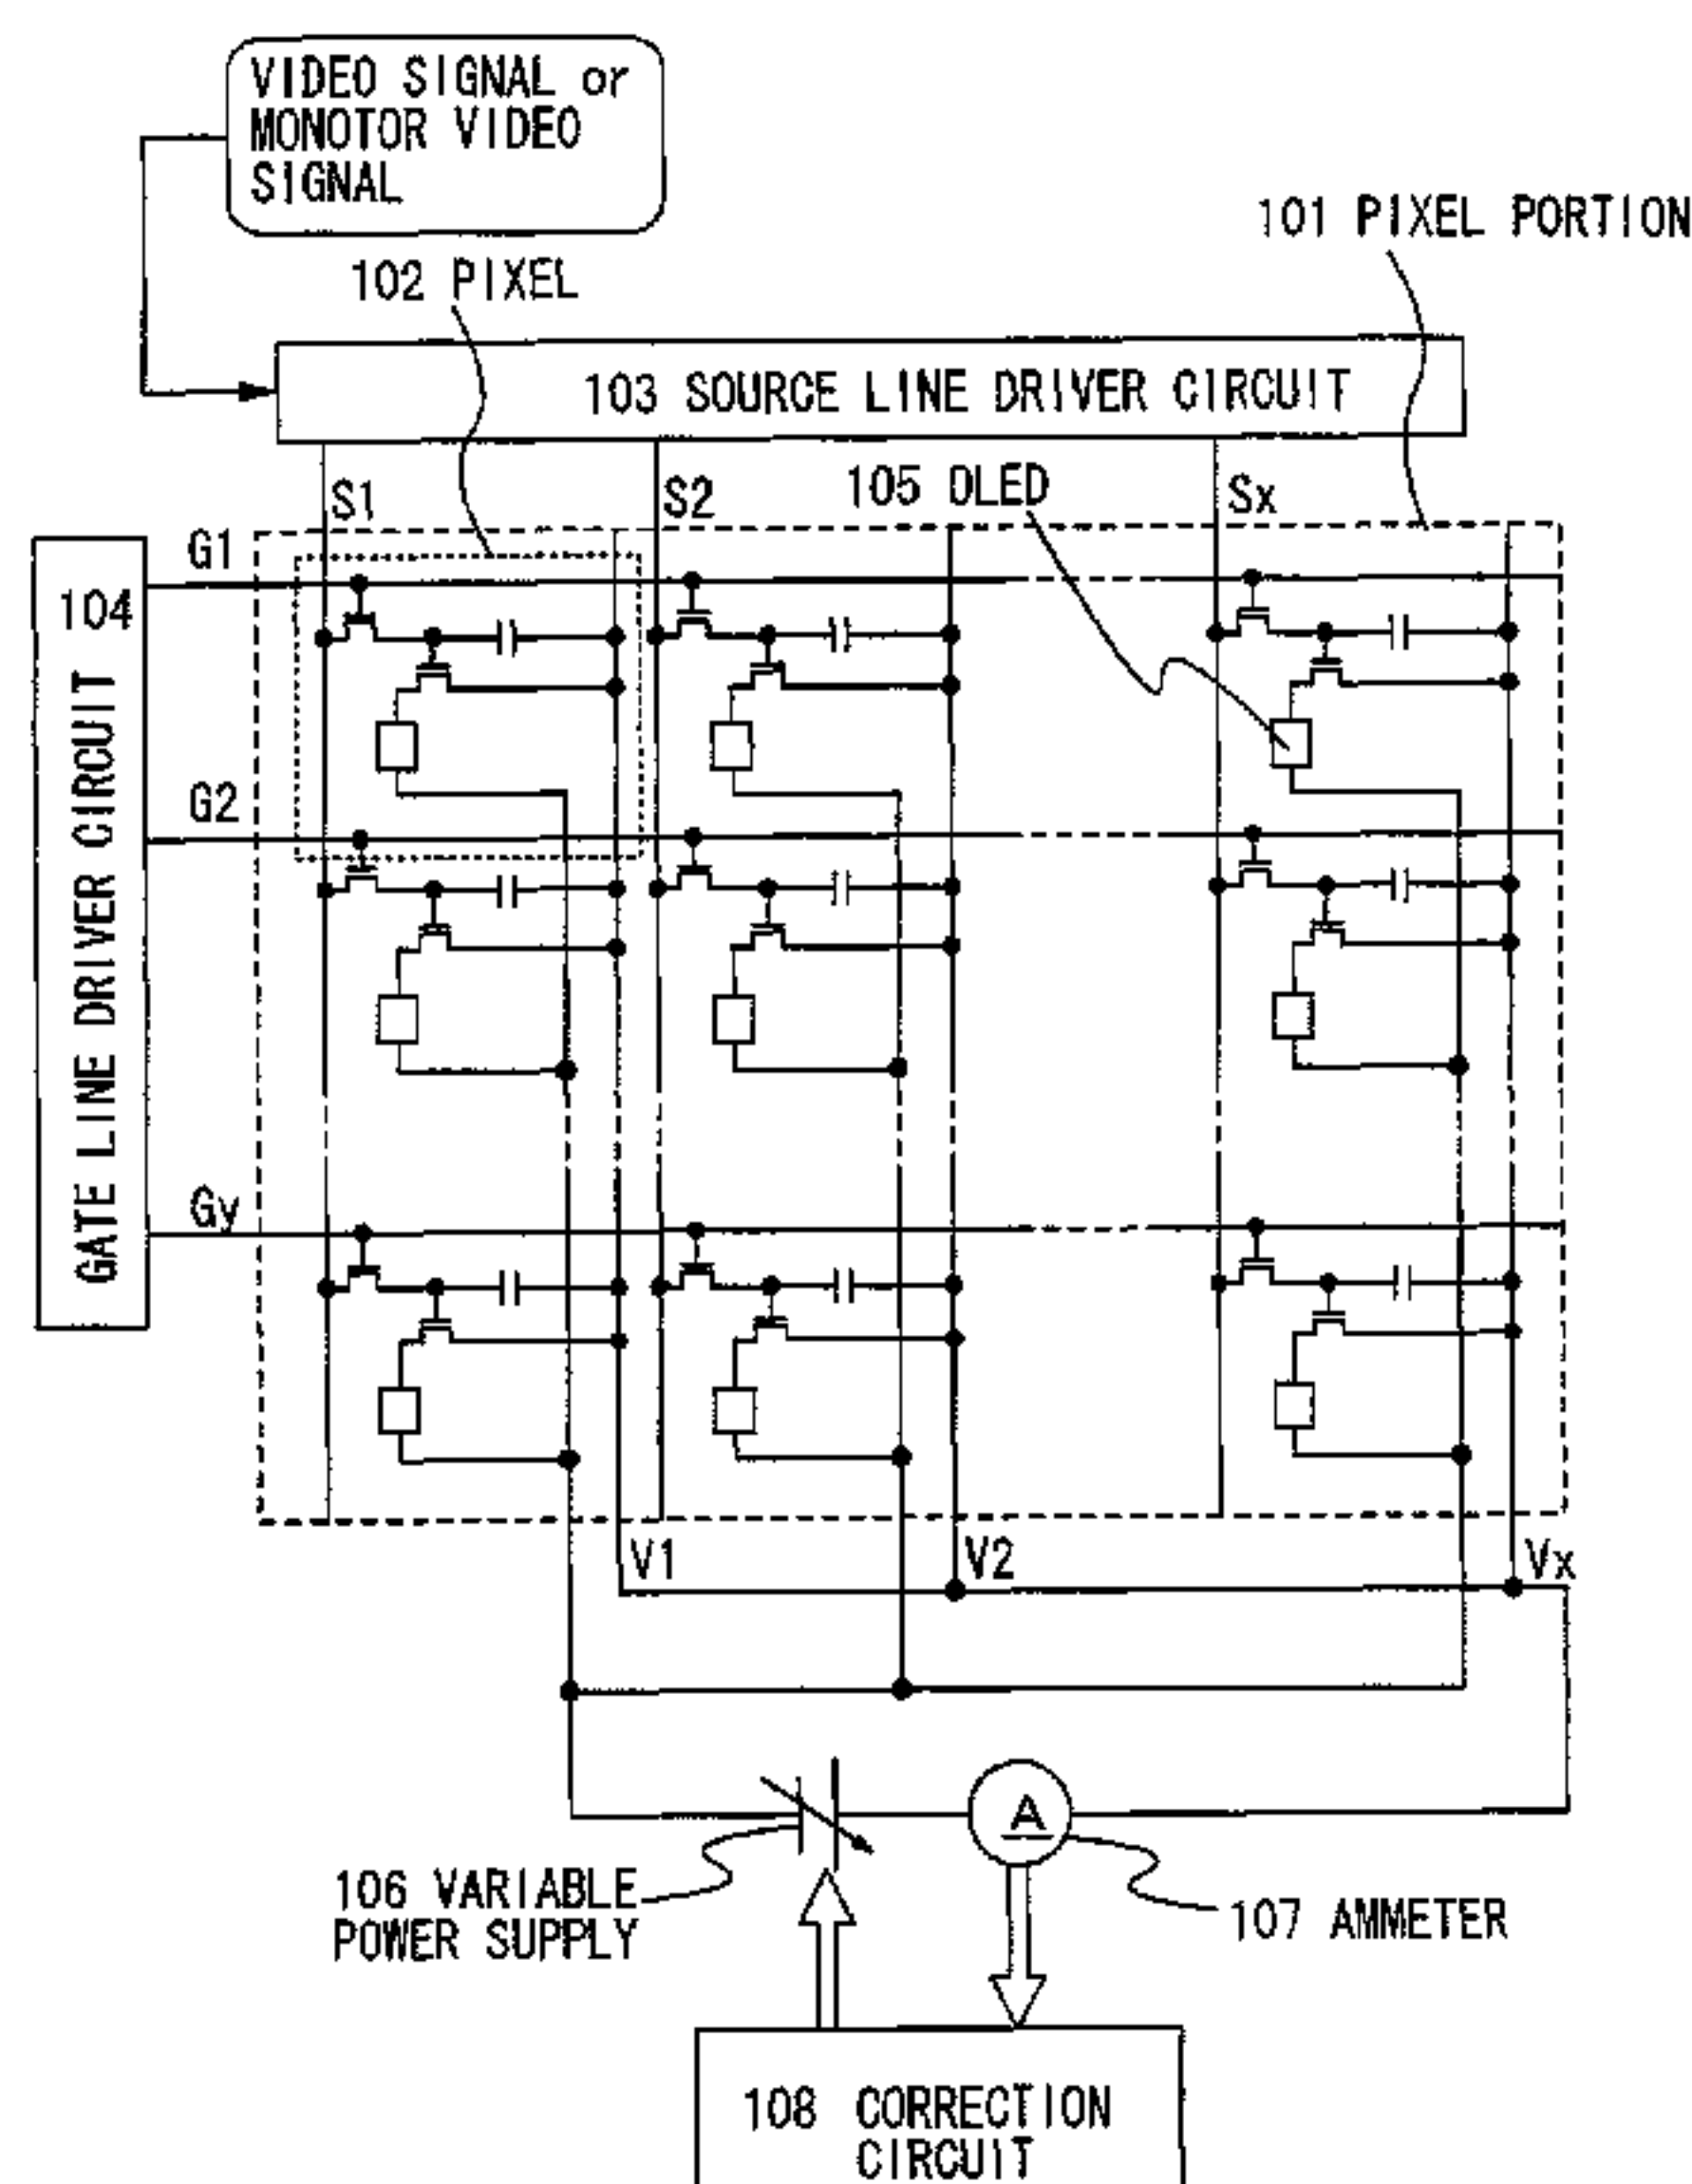 VIDEO SIGNAL or
MONOTOR VIDEO
SIGNAL
101 PIXEL PORTION
102 PIXEL
103 SOURCE LINE DRIVER CIRCUIT
S1
S2
105 OLED
Sx
G1
104
GATE LINE DRIVER CIRCUIT
G2
Gy
V1
V2
Vx
A
106 VARIABLE
POWER SUPPLY
107 AMMETER
108 CORRECTION
CIRCUIT